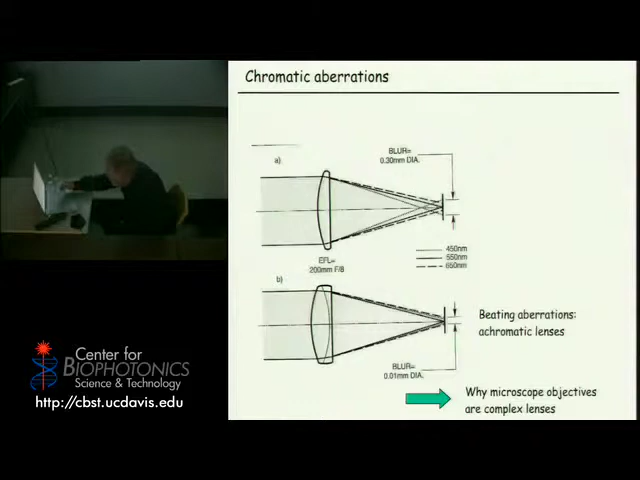 Chromatic aberrations
a)
BLUR=
0.30mm DIA.
450nm
550nm
650nm
EFL=
200mm F/8
b)
Beating aberrations:
achromatic lenses
BLUR=
0.01mm DIA.
Why microscope objectives
are complex lenses
Center for
BIOPHOTONICS
Science & Technology
http://cbst.ucdavis.edu